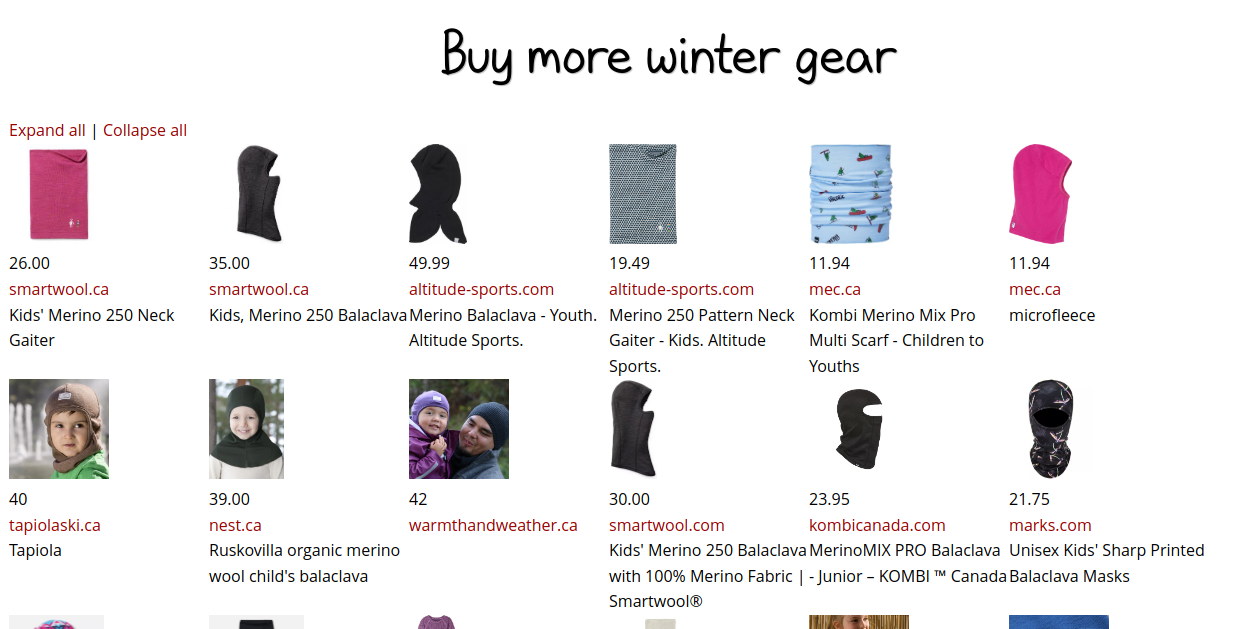 Buy more winter gear
Expand all | Collapse all
26.00
smartwool.ca
Kids' Merino 250 Neck
Gaiter
35.00
smartwool.ca
Kids, Merino 250 Balaclava
49.99
altitude-sports.com
Merino Balaclava - Youth.
Altitude Sports.
19.49
altitude-sports.com
Merino 250 Pattern Neck
Gaiter - Kids. Altitude
Sports.
11.94
mec.ca
Kombi Merino Mix Pro
Multi Scarf - Children to
Youths
11.94
mec.ca
microfleece
40
tapiolaski.ca
Tapiola
39.00
nest.ca
Ruskovilla organic merino
wool child's balaclava
42
warmthandweather.ca
30.00
smartwool.com
Kids' Merino 250 Balaclava
with 100% Merino Fabric |
Smartwool®
23.95
kombicanada.com
MerinoMIX PRO Balaclava
- Junior – KOMBI ™ Canada
21.75
marks.com
Unisex Kids' Sharp Printed
Balaclava Masks